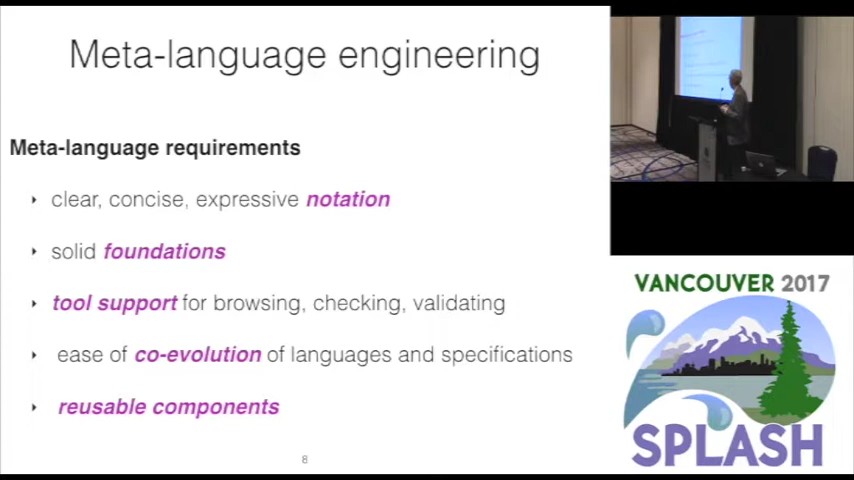 Meta-language engineering
Meta-language requirements
clear, concise, expressive notation
solid foundations
tool support for browsing, checking, validating
ease of co-evolution of languages and specifications
reusable components
8
VANCOUVER 2017
SPLASH